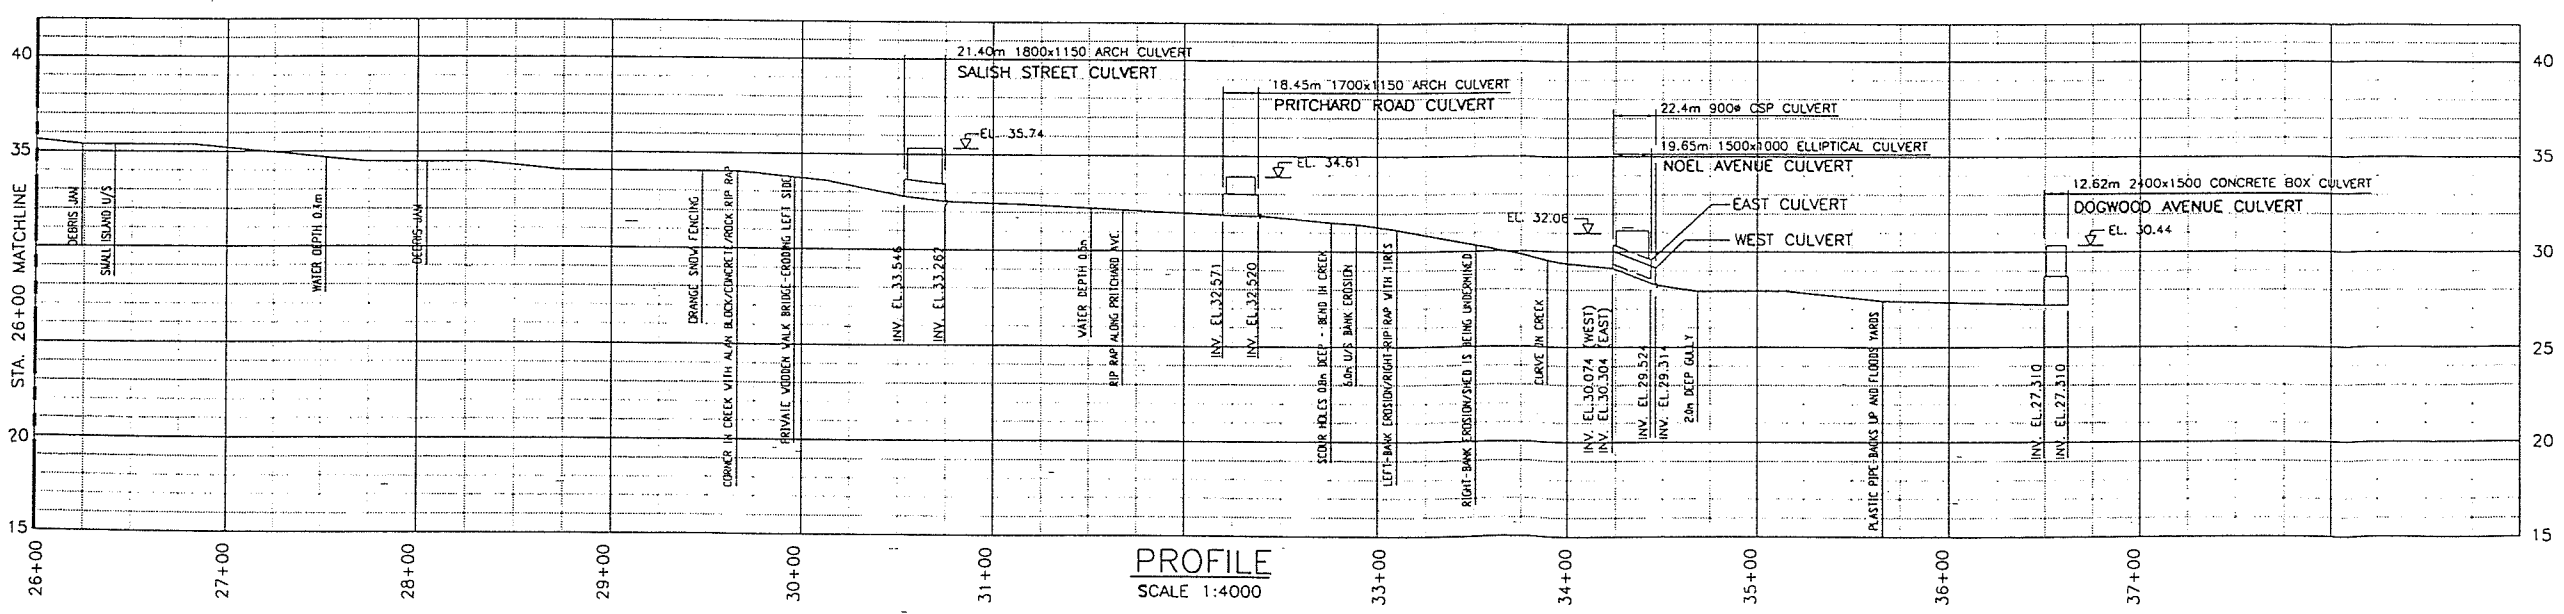 40
35
STA. 26+00 MATCHLINE
20
15
21.40m 1800x1150 ARCH CULVERT
SALISH STREET CULVERT
EL. 35.74
18.45m 1700x1150 ARCH CULVERT
PRITCHARD ROAD CULVERT
EL. 34.61
22.4m 900ø CSP CULVERT
19.65m 1500x1000 ELLIPTICAL CULVERT
NOEL AVENUE CULVERT
EL. 32.06
EAST CULVERT
WEST CULVERT
12.62m 2400x1500 CONCRETE BOX CULVERT
DOGWOOD AVENUE CULVERT
EL. 30.44
40
35
30
25
20
15
DEBRIS JAM
SMALL ISLAND U/S
WATER DEPTH
DEBRIS JAM
ORANGE SNOW FENCING
CORNER IN CREEK WITH ALAN BLOCK/CONCRETE/ROCK RIP RAP
PRIVATE WOODEN WALK BRIDGE-ERODING LEFT SIDE
INV. EL.33.546
INV. EL.33.262
WATER DEPTH
RIP RAP ALONG PRITCHARD AVE.
INV. EL.32.571
INV. EL.32.520
SCOUR HOLES 0.8m DEEP - BEND IN CREEK
6.0m U/S BANK EROSION
LEFT-BANK EROSION/RIGHT-RIP RAP WITH TIRES
RIGHT-BANK EROSION/SHED IS BEING UNDERMINED
CURVE IN CREEK
INV. EL.30.074 (WEST)
INV. EL.30.304 (EAST)
INV. EL.29.524
INV. EL.29.314
2.0m DEEP GULLY
PLASTIC PIPE-BACKS UP AND FLOODS YARDS
INV. EL.27.310
INV. EL.27.310
26+00
27+00
28+00
29+00
30+00
31+00
33+00
34+00
35+00
36+00
37+00
PROFILE
SCALE 1:4000